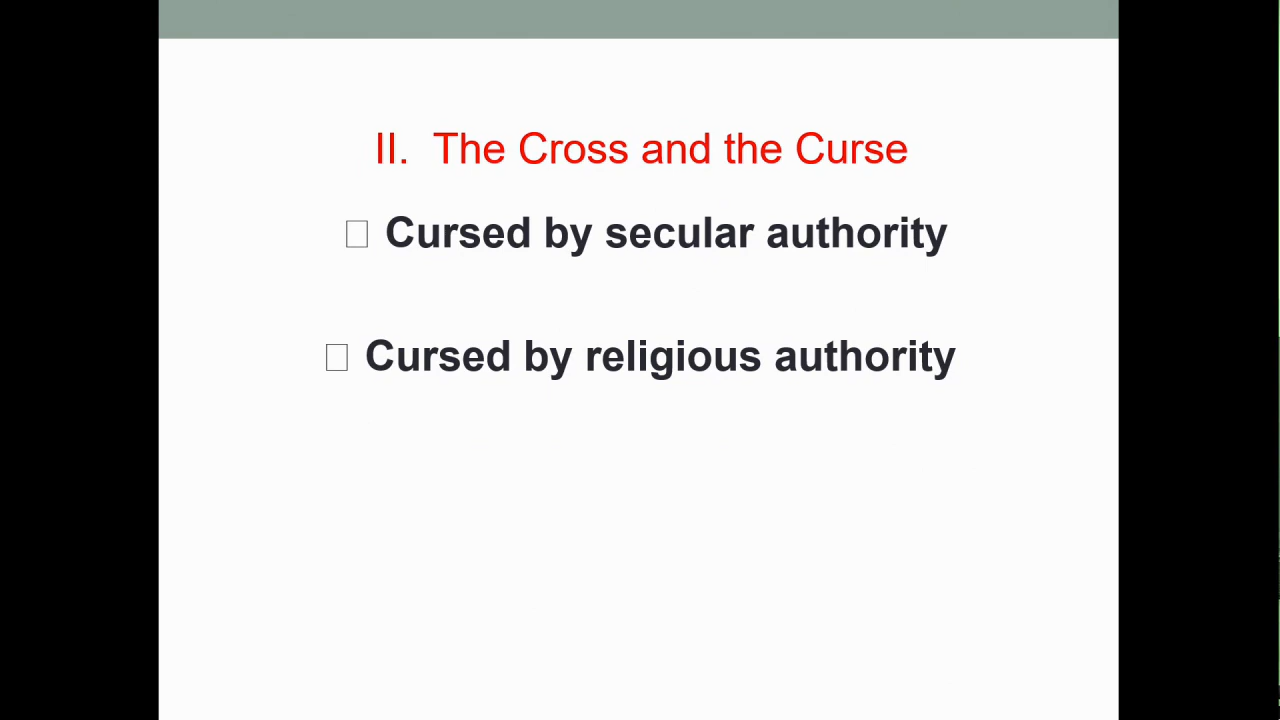 II. The Cross and the Curse
Cursed by secular authority
Cursed by religious authority